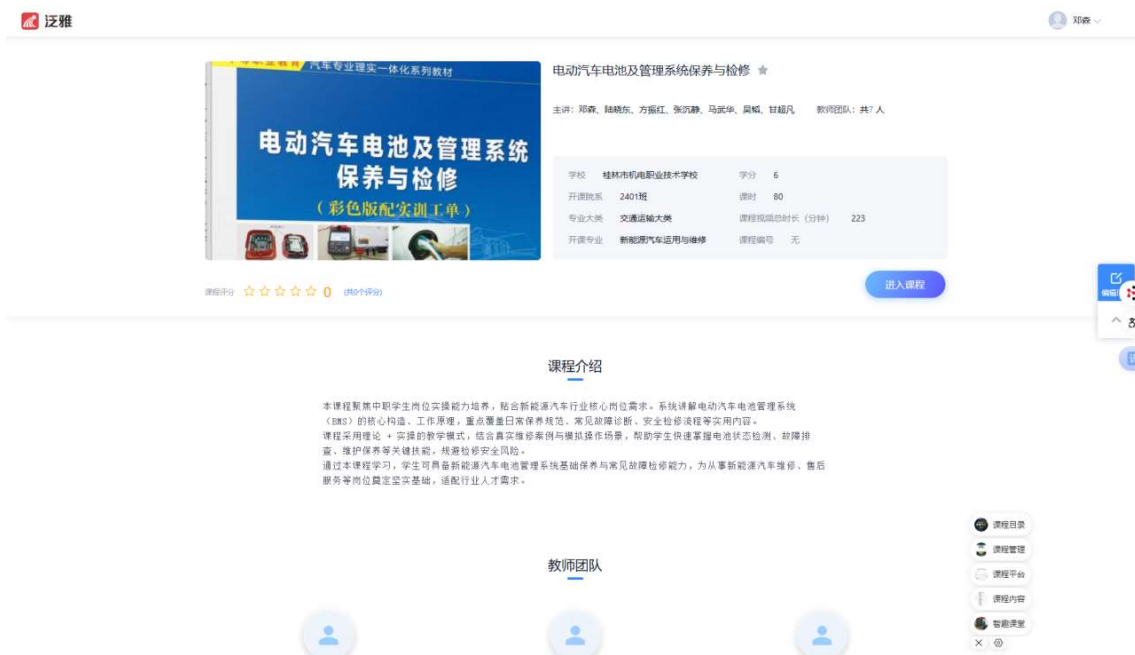 泛雅
邓森
汽车专业理实一体化系列教材
电动汽车电池及管理系统
保养与检修
（彩色版配实训工单）
电动汽车电池及管理系统保养与检修
主讲：邓森、陆晓东、方振红、张沉静、马武华、吴韬、甘超凡 教师团队：共7 人
学校 桂林市机电职业技术学校 学分 6
开课院系 2401班 课时 80
专业大类 交通运输大类 课程视频总时长（分钟） 223
开课专业 新能源汽车运用与维修 课程编号 无
课程评分 0 (共0个评分)
进入课程
课程介绍
本课程聚焦中职学生岗位实操能力培养，贴合新能源汽车行业核心岗位需求。系统讲解电动汽车电池管理系统
（BMS）的核心构造、工作原理，重点覆盖日常保养规范、常见故障诊断、安全检修流程等实用内容。
课程采用理论 + 实操的教学模式，结合真实维修案例与模拟操作场景，帮助学生快速掌握电池状态检测、故障排
查、维护保养等关键技能，规避检修安全风险。
通过本课程学习，学生可具备新能源汽车电池管理系统基础保养与常见故障检修能力，为从事新能源汽车维修、售后
服务等岗位奠定坚实基础，适配行业人才需求。
教师团队
课程目录
课程管理
课程平台
课程内容
智趣课堂